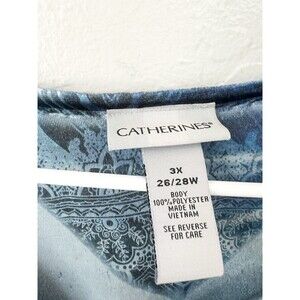 CATHERINES®
3X
26/28W
BODY
100%POLYESTER
MADE IN
VIETNAM
SEE REVERSE
FOR CARE